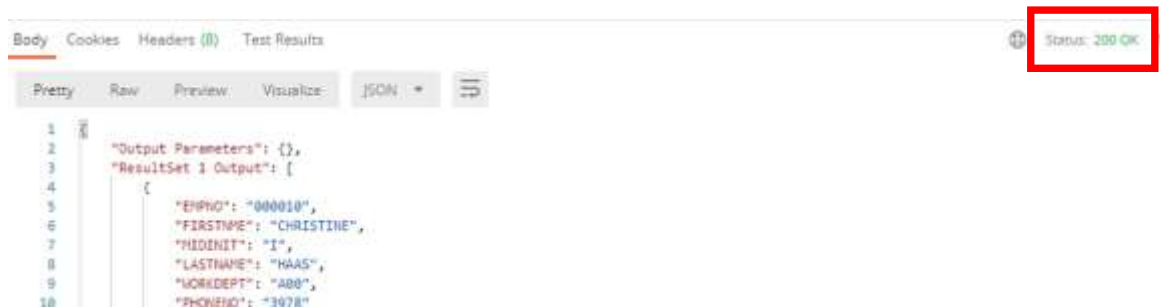 Body Cookies Headers (8) Test Results Status: 200 OK
Pretty Raw Preview Visualize JSON
1 {
2 "Output Parameters": {},
3 "ResultSet 1 Output": [
4 {
5 "EMPNO": "000010",
6 "FIRSTNME": "CHRISTINE",
7 "MIDINIT": "I",
8 "LASTNAME": "HAAS",
9 "WORKDEPT": "A00",
10 "PHONENO": "3978"